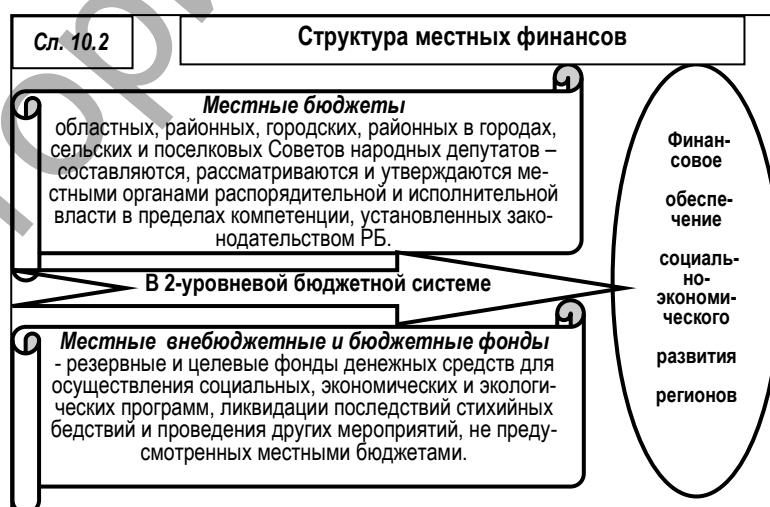 Сл. 10.2
Структура местных финансов
Местные бюджеты
областных, районных, городских, районных в городах,
сельских и поселковых Советов народных депутатов –
составляются, рассматриваются и утверждаются ме-
стными органами распорядительной и исполнительной
власти в пределах компетенции, установленных зако-
нодательством РБ.
В 2-уровневой бюджетной системе
Местные внебюджетные и бюджетные фонды
- резервные и целевые фонды денежных средств для
осуществления социальных, экономических и экологи-
ческих программ, ликвидации последствий стихийных
бедствий и проведения других мероприятий, не преду-
смотренных местными бюджетами.
Финан-
совое
обеспе-
чение
социаль-
но-
экономи-
ческого
развития
регионов